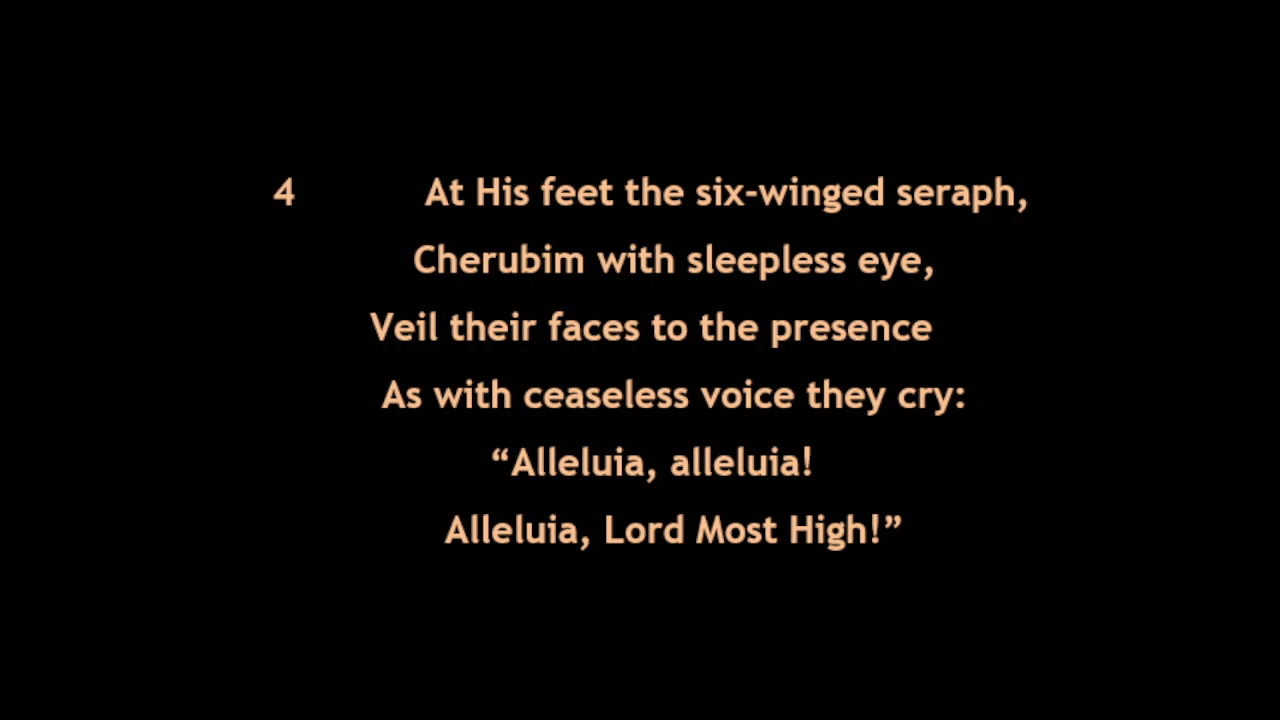 4 At His feet the six-winged seraph,
Cherubim with sleepless eye,
Veil their faces to the presence
As with ceaseless voice they cry:
“Alleluia, alleluia!
Alleluia, Lord Most High!”